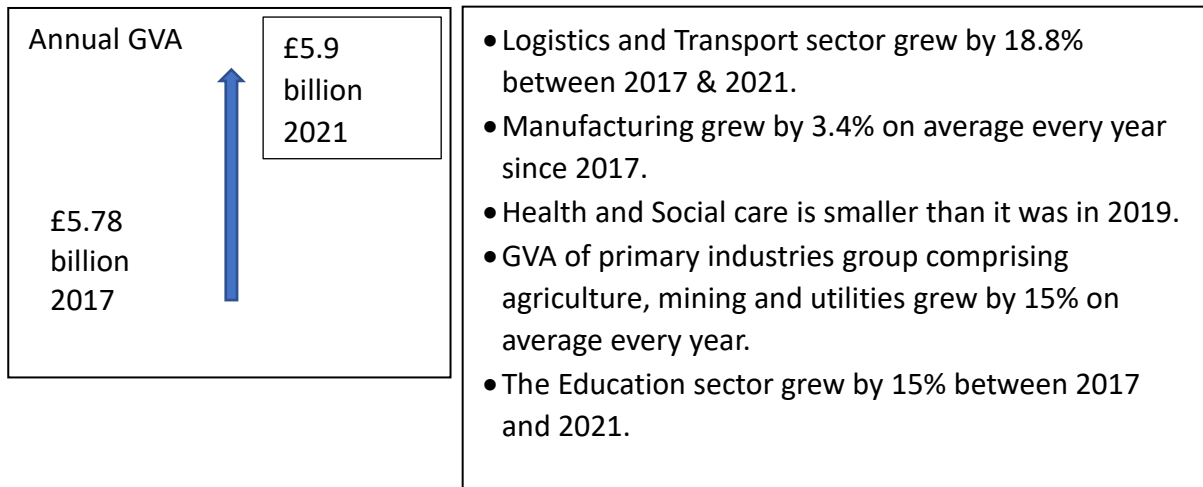 Annual GVA
£5.9
billion
2021
£5.78
billion
2017
• Logistics and Transport sector grew by 18.8%
between 2017 & 2021.
• Manufacturing grew by 3.4% on average every year
since 2017.
• Health and Social care is smaller than it was in 2019.
• GVA of primary industries group comprising
agriculture, mining and utilities grew by 15% on
average every year.
• The Education sector grew by 15% between 2017
and 2021.